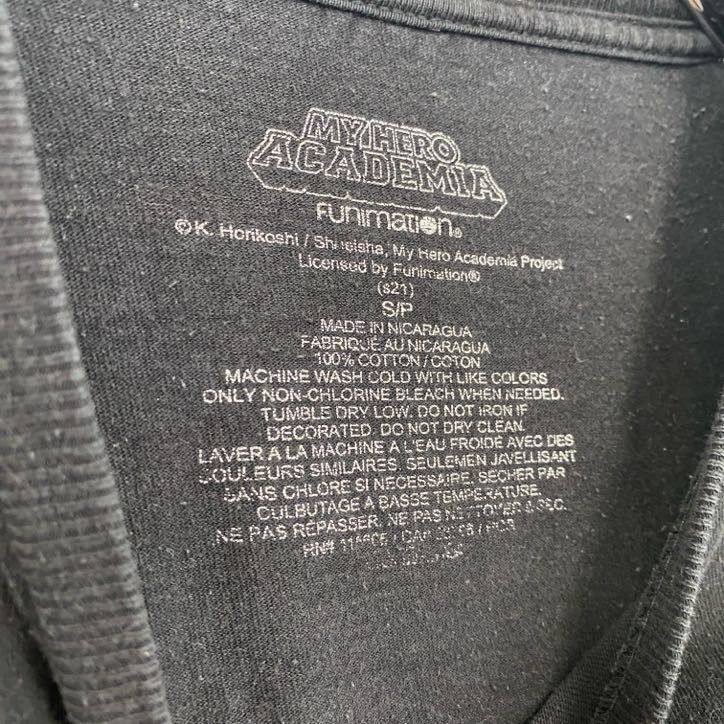 MY HERO
ACADEMIA
Funimation®
©K. Horikoshi / Shueisha, My Hero Academia Project
Licensed by Funimation®
(s21)
S/P
MADE IN NICARAGUA
FABRIQUE AU NICARAGUA
100% COTTON / COTON
MACHINE WASH COLD WITH LIKE COLORS
ONLY NON-CHLORINE BLEACH WHEN NEEDED.
TUMBLE DRY LOW. DO NOT IRON IF
DECORATED. DO NOT DRY CLEAN.
LAVER A LA MACHINE A L'EAU FROIDE AVEC DES
COULEURS SIMILAIRES. SEULEMEN JAVELLISANT
SANS CHLORE SI NECESSAIRE. SECHER PAR
CULBUTAGE A BASSE TEMPERATURE.
NE PAS REPASSER. NE PAS NETTOYER A SEC.
RN#